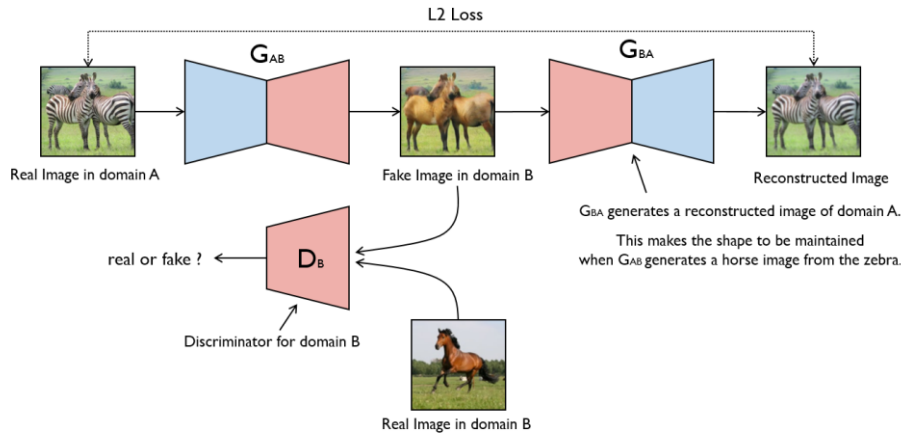 L2 Loss
GAB
GBA
Real Image in domain A
Fake Image in domain B
Reconstructed Image
GBA generates a reconstructed image of domain A.
This makes the shape to be maintained
when GAB generates a horse image from the zebra.
real or fake ?
DB
Discriminator for domain B
Real Image in domain B